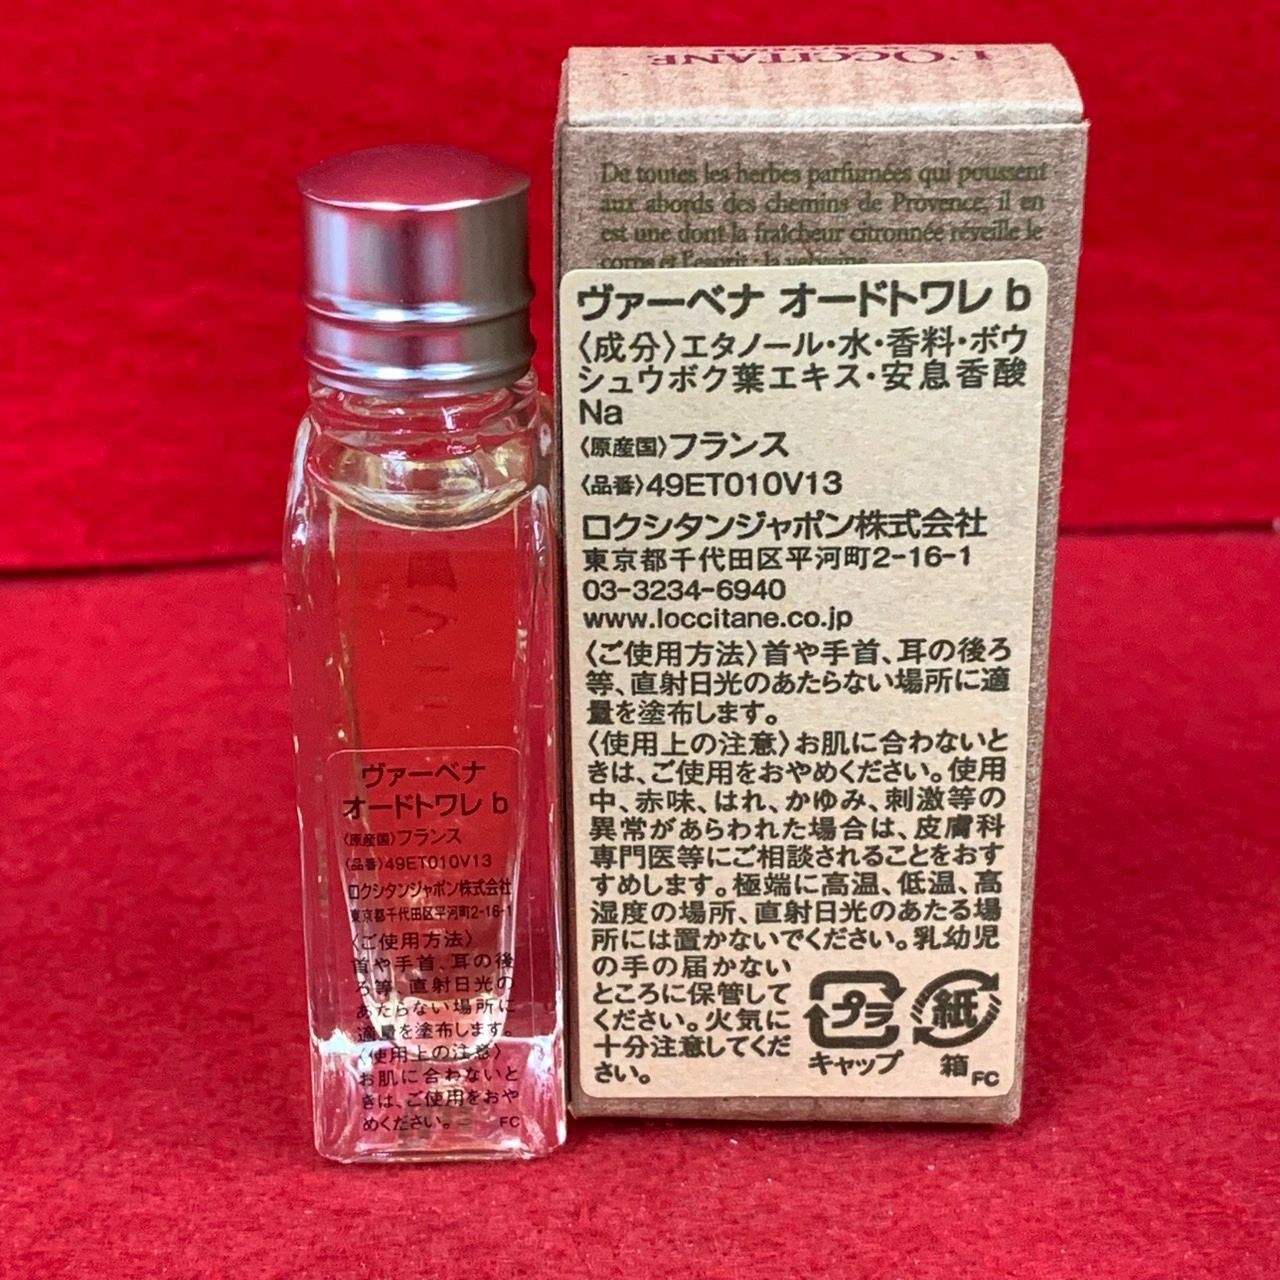 L'OCCITANE
De toutes les herbes parfumées qui poussent
aux abords des chemins de Provence, il en
est une dont la fraîcheur citronnée réveille le
corps et l'esprit : la verveine
ヴァーベナ オードトワレ b
〈成分〉エタノール・水・香料・ボウ
シュウボク葉エキス・安息香酸
Na
〈原産国〉フランス
〈品番〉49ET010V13
ロクシタンジャポン株式会社
東京都千代田区平河町2-16-1
03-3234-6940
www.loccitane.co.jp
〈ご使用方法〉首や手首、耳の後ろ
等、直射日光のあたらない場所に適
量を塗布します。
〈使用上の注意〉お肌に合わないと
きは、ご使用をおやめください。使用
中、赤味、はれ、かゆみ、刺激等の
異常があらわれた場合は、皮膚科
専門医等にご相談されることをおす
すめします。極端に高温、低温、高
湿度の場所、直射日光のあたる場
所には置かないでください。乳幼児
の手の届かない
ところに保管して
ください。火気に
十分注意してくだ
さい。
プラ
キャップ
紙
箱
FC
ヴァーベナ
オードトワレ b
〈原産国〉フランス
〈品番〉49ET010V13
ロクシタンジャポン株式会社
東京都千代田区平河町2-16-1
〈ご使用方法〉
首や手首、耳の後
ろ等、直射日光の
あたらない場所に
適量を塗布します。
〈使用上の注意〉
お肌に合わないと
きは、ご使用をおや
めください。
FC